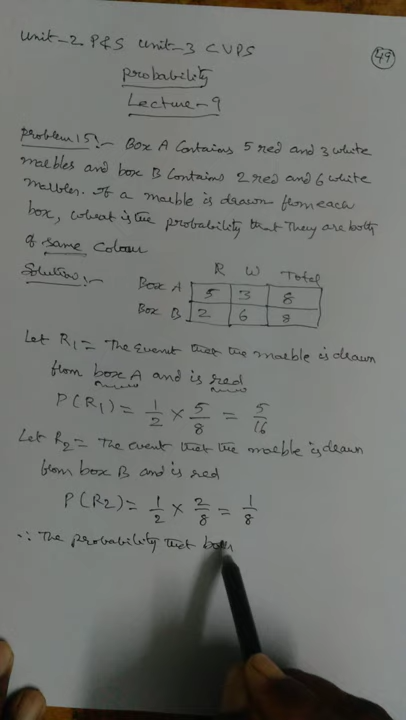 Unit-2 P&S Unit-3 CVPS
49
Probability
Lecture-9
Problem 15:- Box A Contains 5 red and 3 white
marbles and box B Contains 2 red and 6 white
Marbles. If a marble is drawn from each
box, what is the probability that They are both
of same Colour
Solution:-
R W Total
Box A 5 3 8
Box B 2 6 8
Let R₁ = The event that the marble is drawn
from box A and is red
P(R₁) = 1/2 × 5/8 = 5/16
Let R₂ = The event that the marble is drawn
from box B and is red
P(R₂) = 1/2 × 2/8 = 1/8
∴ The probability that both